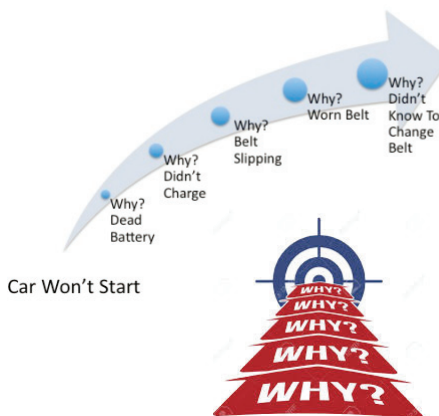 Why?
Dead
Battery
Why?
Didn't
Charge
Why?
Belt
Slipping
Why?
Worn Belt
Why?
Didn't
Know To
Change
Belt
Car Won't Start
WHY?
WHY?
WHY?
WHY?
WHY?